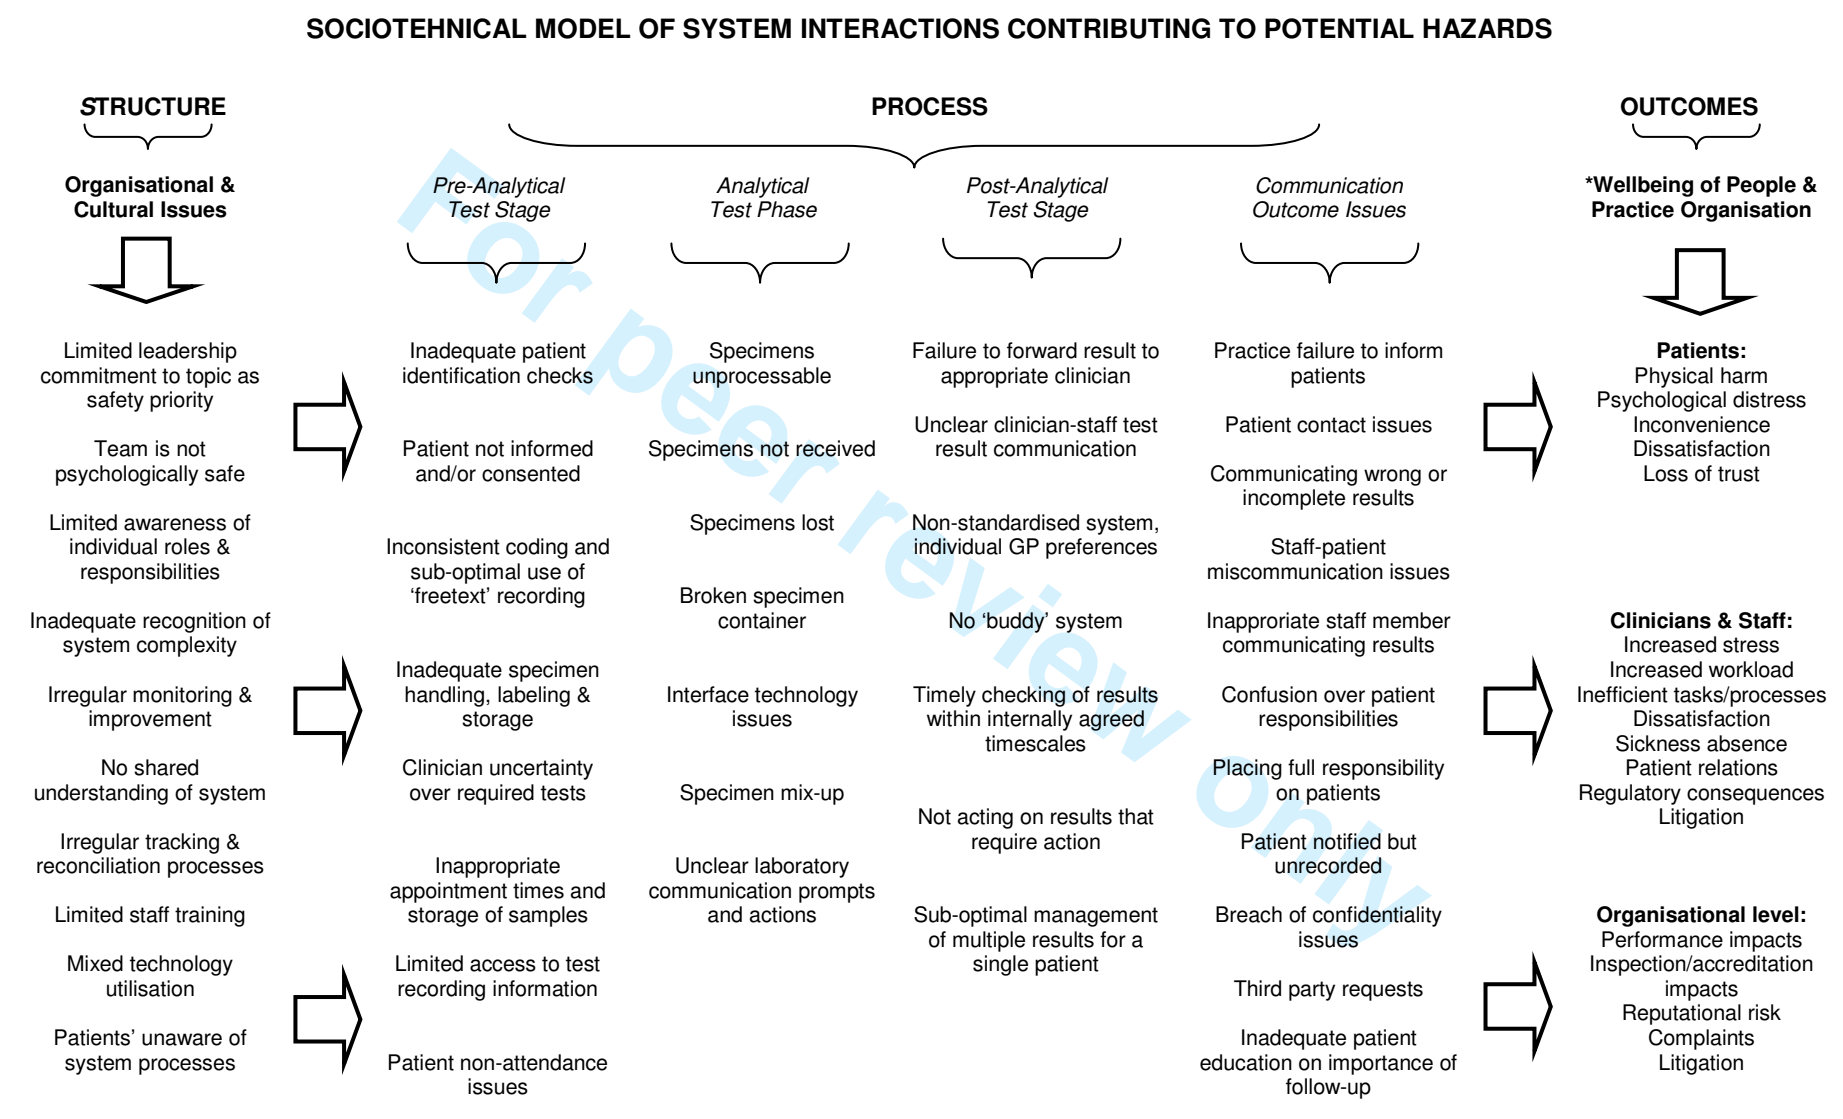 SOCIOTEHNICAL MODEL OF SYSTEM INTERACTIONS CONTRIBUTING TO POTENTIAL HAZARDS
STRUCTURE
Organisational &
Cultural Issues
Limited leadership
commitment to topic as
safety priority
Team is not
psychologically safe
Limited awareness of
individual roles &
responsibilities
Inadequate recognition of
system complexity
Irregular monitoring &
improvement
No shared
understanding of system
Irregular tracking &
reconciliation processes
Limited staff training
Mixed technology
utilisation
Patients’ unaware of
system processes
PROCESS
Pre-Analytical
Test Stage
Inadequate patient
identification checks
Patient not informed
and/or consented
Inconsistent coding and
sub-optimal use of
‘freetext’ recording
Inadequate specimen
handling, labeling &
storage
Clinician uncertainty
over required tests
Inappropriate
appointment times and
storage of samples
Limited access to test
recording information
Patient non-attendance
issues
Analytical
Test Phase
Specimens
unprocessable
Specimens not received
Specimens lost
Broken specimen
container
Interface technology
issues
Specimen mix-up
Unclear laboratory
communication prompts
and actions
Post-Analytical
Test Stage
Failure to forward result to
appropriate clinician
Unclear clinician-staff test
result communication
Non-standardised system,
individual GP preferences
No ‘buddy’ system
Timely checking of results
within internally agreed
timescales
Not acting on results that
require action
Sub-optimal management
of multiple results for a
single patient
Communication
Outcome Issues
Practice failure to inform
patients
Patient contact issues
Communicating wrong or
incomplete results
Staff-patient
miscommunication issues
Inapproriate staff member
communicating results
Confusion over patient
responsibilities
Placing full responsibility
on patients
Patient notified but
unrecorded
Breach of confidentiality
issues
Third party requests
Inadequate patient
education on importance of
follow-up
OUTCOMES
*Wellbeing of People &
Practice Organisation
Patients:
Physical harm
Psychological distress
Inconvenience
Dissatisfaction
Loss of trust
Clinicians & Staff:
Increased stress
Increased workload
Inefficient tasks/processes
Dissatisfaction
Sickness absence
Patient relations
Regulatory consequences
Litigation
Organisational level:
Performance impacts
Inspection/accreditation
impacts
Reputational risk
Complaints
Litigation
For peer review only